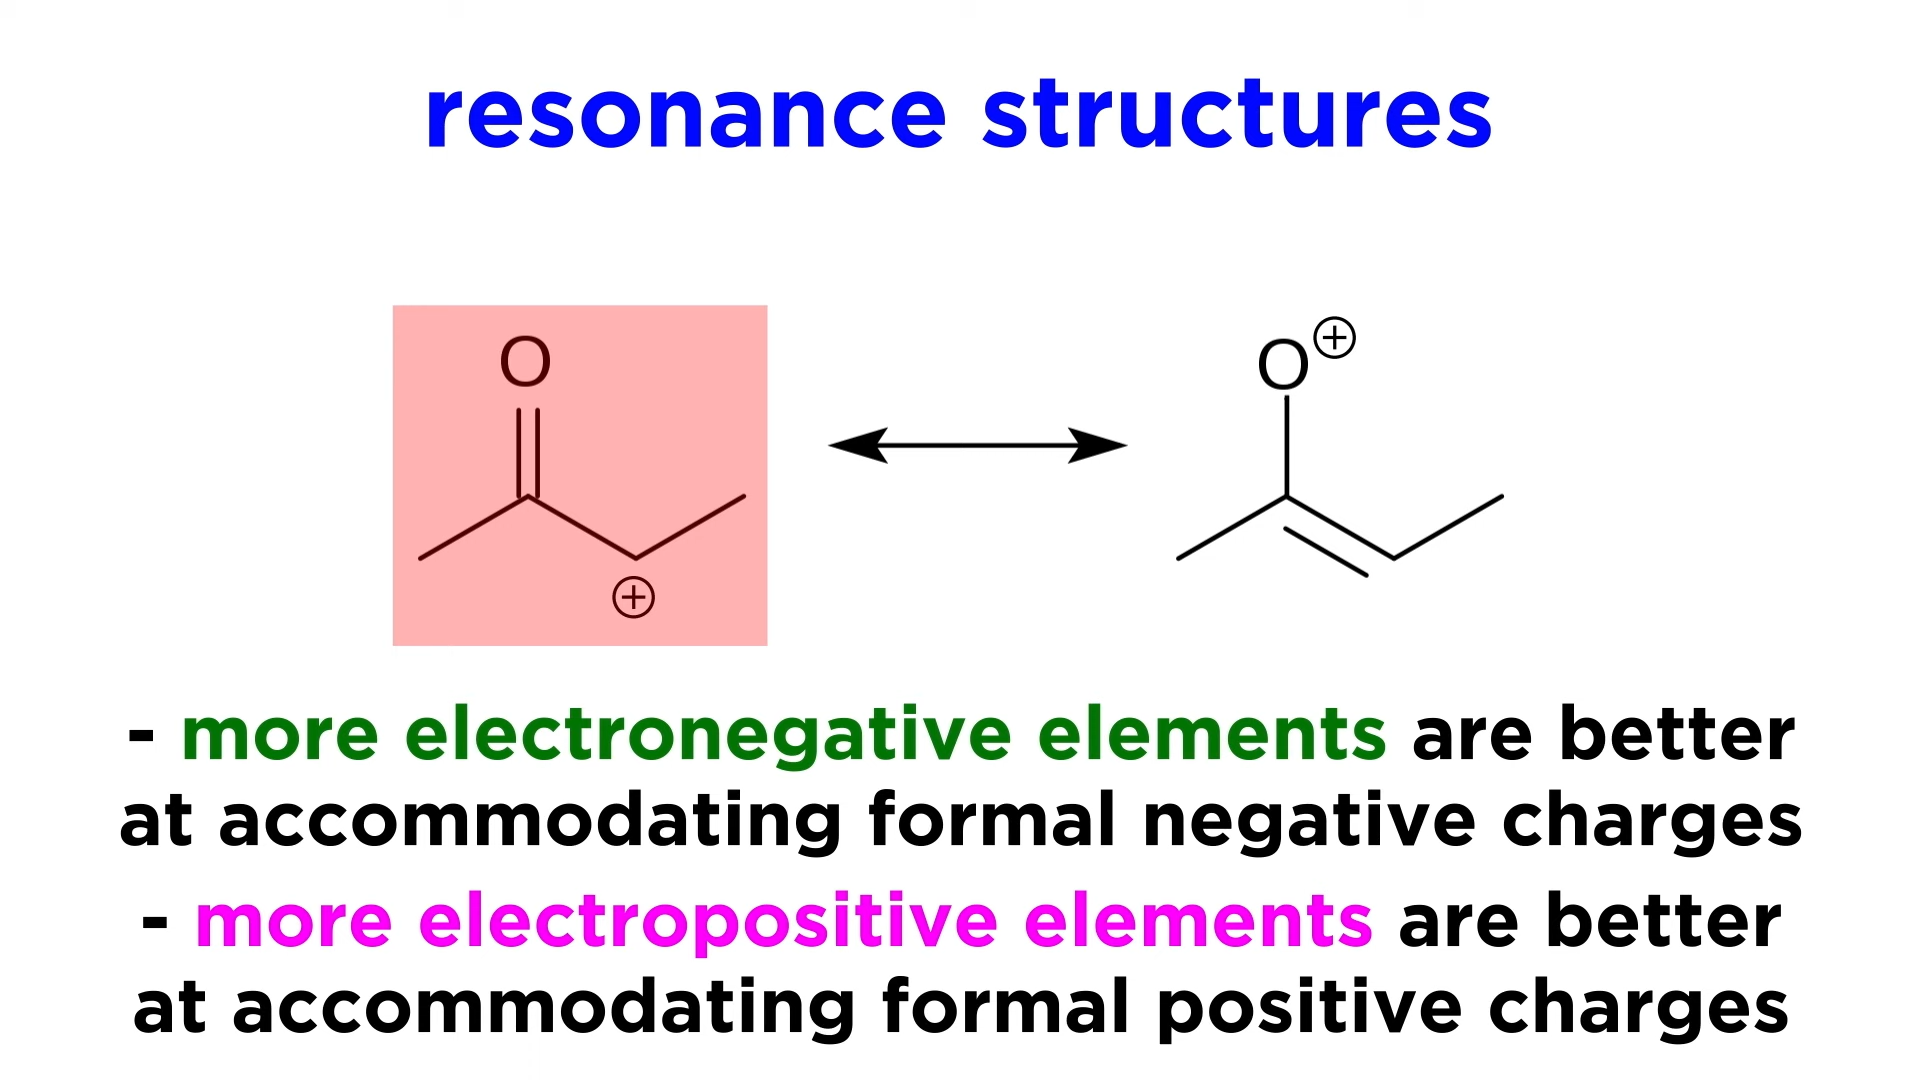 resonance structures
O
O⊕
⊕
- more electronegative elements are better
at accommodating formal negative charges
- more electropositive elements are better
at accommodating formal positive charges